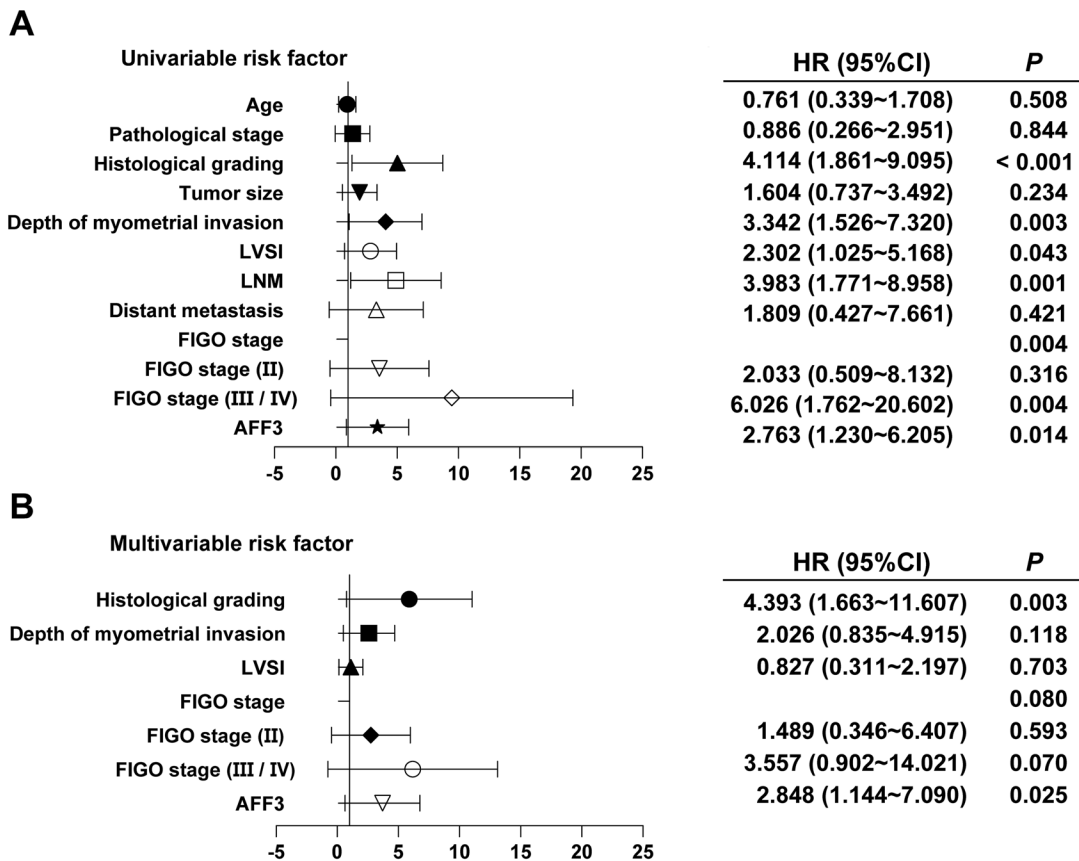 A
Univariable risk factor HR (95%CI) P
Age 0.761 (0.339~1.708) 0.508
Pathological stage 0.886 (0.266~2.951) 0.844
Histological grading 4.114 (1.861~9.095) < 0.001
Tumor size 1.604 (0.737~3.492) 0.234
Depth of myometrial invasion 3.342 (1.526~7.320) 0.003
LVSI 2.302 (1.025~5.168) 0.043
LNM 3.983 (1.771~8.958) 0.001
Distant metastasis 1.809 (0.427~7.661) 0.421
FIGO stage 0.004
FIGO stage (II) 2.033 (0.509~8.132) 0.316
FIGO stage (III / IV) 6.026 (1.762~20.602) 0.004
AFF3 2.763 (1.230~6.205) 0.014
-5 0 5 10 15 20 25
B
Multivariable risk factor HR (95%CI) P
Histological grading 4.393 (1.663~11.607) 0.003
Depth of myometrial invasion 2.026 (0.835~4.915) 0.118
LVSI 0.827 (0.311~2.197) 0.703
FIGO stage 0.080
FIGO stage (II) 1.489 (0.346~6.407) 0.593
FIGO stage (III / IV) 3.557 (0.902~14.021) 0.070
AFF3 2.848 (1.144~7.090) 0.025
-5 0 5 10 15 20 25